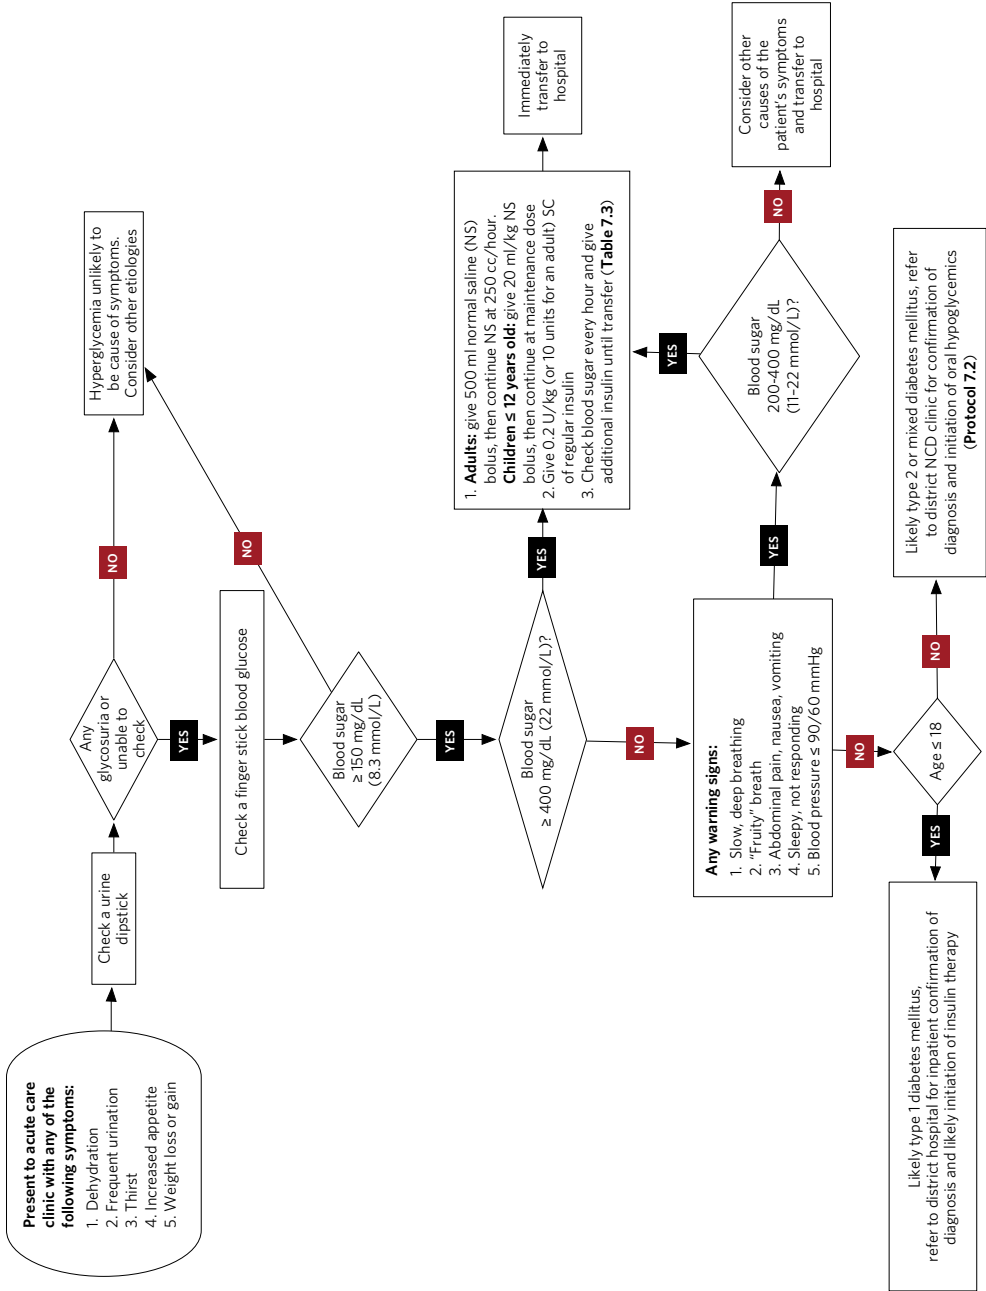 Present to acute care
clinic with any of the
following symptoms:
1. Dehydration
2. Frequent urination
3. Thirst
4. Increased appetite
5. Weight loss or gain
Check a urine
dipstick
Any
glycosuria or
unable to
check
NO
Hyperglycemia unlikely to
be cause of symptoms.
Consider other etiologies
YES
Check a finger stick blood glucose
Blood sugar
≥ 150 mg/dL
(8.3 mmol/L)
NO
YES
Blood sugar
≥ 400 mg/dL (22 mmol/L)?
YES
1. Adults: give 500 ml normal saline (NS)
bolus, then continue NS at 250 cc/hour.
Children ≤ 12 years old: give 20 ml/kg NS
bolus, then continue at maintenance dose
2. Give 0.2 U/kg (or 10 units for an adult) SC
of regular insulin
3. Check blood sugar every hour and give
additional insulin until transfer (Table 7.3)
Immediately
transfer to
hospital
NO
Any warning signs:
1. Slow, deep breathing
2. "Fruity" breath
3. Abdominal pain, nausea, vomiting
4. Sleepy, not responding
5. Blood pressure ≤ 90/60 mmHg
YES
Blood sugar
200-400 mg/dL
(11–22 mmol/L)?
YES
NO
Consider other
causes of the
patient's symptoms
and transfer to
hospital
NO
Age ≤ 18
YES
Likely type 1 diabetes mellitus,
refer to district hospital for inpatient confirmation of
diagnosis and likely initiation of insulin therapy
NO
Likely type 2 or mixed diabetes mellitus, refer
to district NCD clinic for confirmation of
diagnosis and initiation of oral hypoglycemics
(Protocol 7.2)